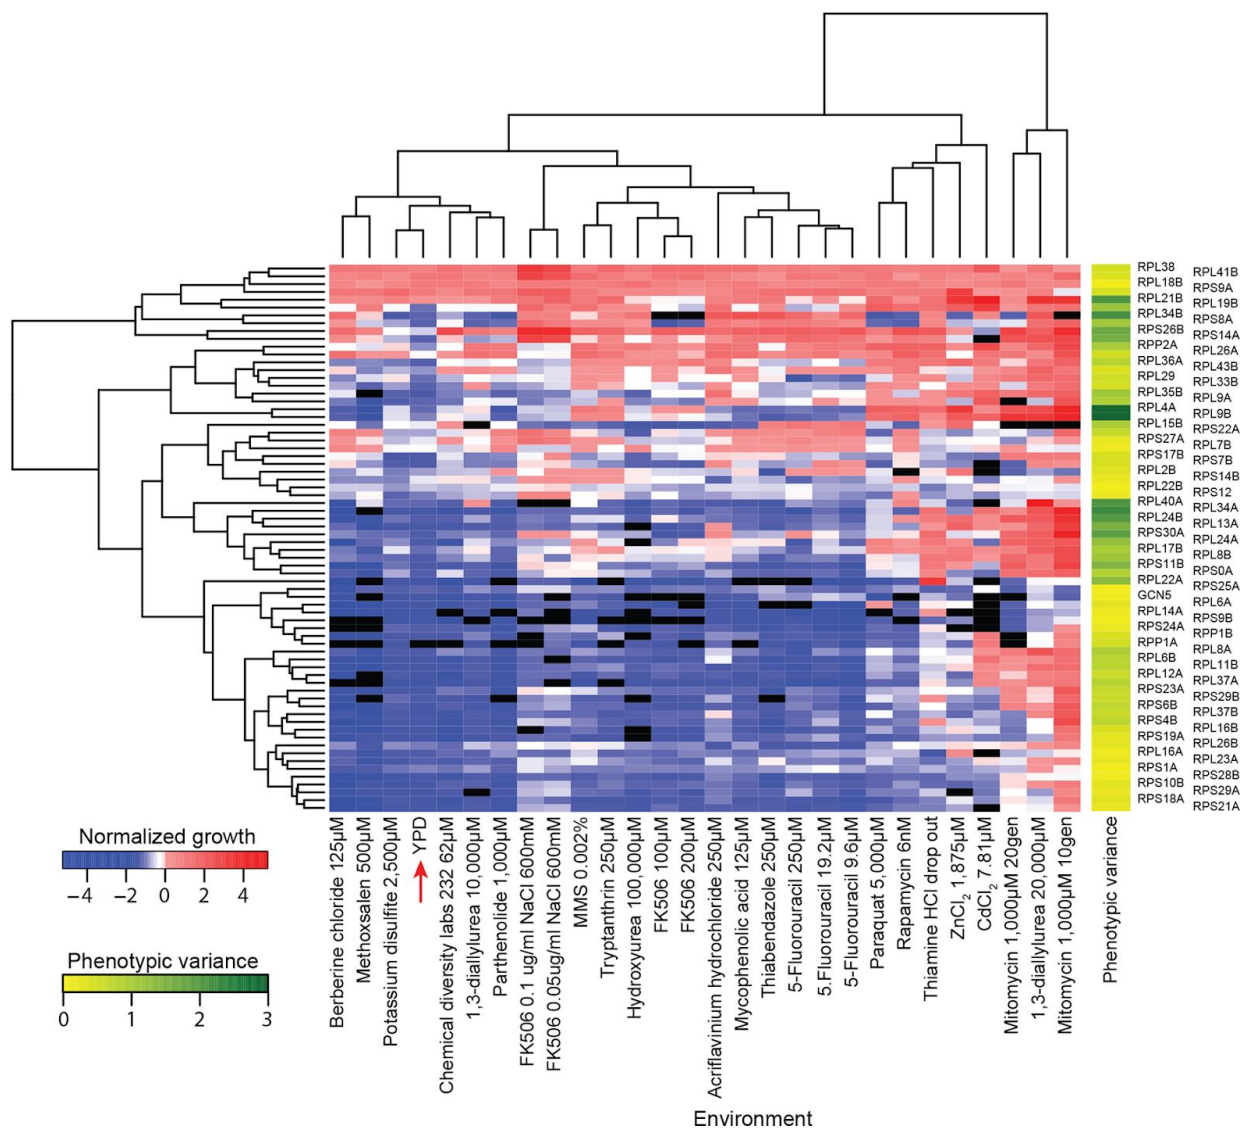 RPL38
RPL41B
RPL18B
RPS9A
RPL21B
RPL19B
RPL34B
RPS8A
RPS26B
RPS14A
RPP2A
RPL26A
RPL36A
RPL43B
RPL29
RPL33B
RPL35B
RPL9A
RPL4A
RPL9B
RPL15B
RPS22A
RPS27A
RPL7B
RPS17B
RPS7B
RPL2B
RPS14B
RPL22B
RPS12
RPL40A
RPL34A
RPL24B
RPL13A
RPS30A
RPL24A
RPL17B
RPL8B
RPS11B
RPS0A
RPL22A
RPS25A
GCN5
RPL6A
RPL14A
RPS9B
RPS24A
RPP1B
RPP1A
RPL8A
RPL6B
RPL11B
RPL12A
RPL37A
RPS23A
RPS29B
RPS6B
RPL37B
RPS4B
RPL16B
RPS19A
RPL26B
RPL16A
RPL23A
RPS1A
RPS28B
RPS10B
RPS29A
RPS18A
RPS21A
Normalized growth
−4 −2 0 2 4
Phenotypic variance
0 1 2 3
Berberine chloride 125µM
Methoxsalen 500µM
Potassium disulfite 2,500µM
YPD
Chemical diversity labs 232 62µM
1,3-diallylurea 10,000µM
Parthenolide 1,000µM
FK506 0.1 ug/ml NaCl 600mM
FK506 0.05ug/ml NaCl 600mM
MMS 0.002%
Tryptanthrin 250µM
Hydroxyurea 100,000µM
FK506 100µM
FK506 200µM
Acriflavinium hydrochloride 250µM
Mycophenolic acid 125µM
Thiabendazole 250µM
5-Fluorouracil 250µM
5.Fluorouracil 19.2µM
5-Fluorouracil 9.6µM
Paraquat 5,000µM
Rapamycin 6nM
Thiamine HCl drop out
ZnCl2 1,875µM
CdCl2 7.81µM
Mitomycin 1,000µM 20gen
1,3-diallylurea 20,000µM
Mitomycin 1,000µM 10gen
Phenotypic variance
Environment